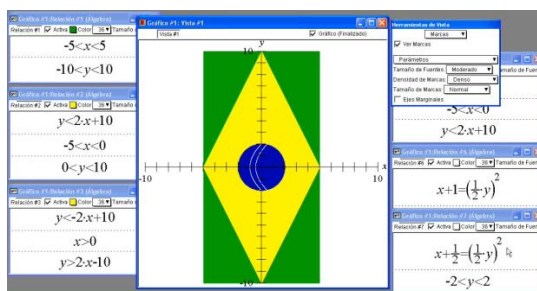 Gráfico #1:Relación #1 (Álgebra)
Relación #1 Activa Color 36 Tamaño
-5<x<5
-10<y<10
Gráfico #1:Relación #2 (Álgebra)
Relación #2 Activa Color 36 Tamaño
y<2·x+10
-5<x<0
0<y<10
Gráfico #1:Relación #3 (Álgebra)
Relación #3 Activa Color 36 Tamaño
y<-2·x+10
x>0
y>2·x-10
Gráfico #1: Vista #1
Vista #1 Gráfico (Finalizado)
y
10
-10
10
x
-10
Herramientas de Vista
Marcas
Ver Marcas
Parámetros
Tamaño de Fuentes: Moderado
Densidad de Marcas: Denso
Tamaño de Marcas: Normal
Ejes Marginales
-5<x<0
y<2·x+10
Gráfico #1:Relación #6 (Álgebra)
Relación #6 Activa Color 36 Tamaño de Fuen
x+1=(1/2·y)^2
Gráfico #1:Relación #7 (Álgebra)
Relación #7 Activa Color 36 Tamaño de Fuen
x+1/2=(1/2·y)^2
-2<y<2